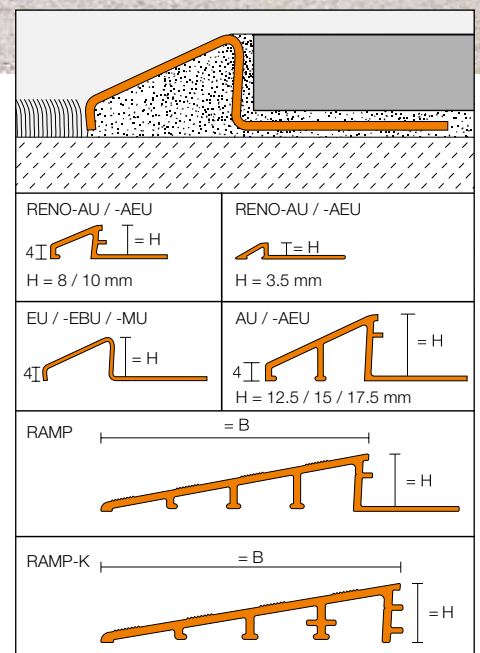 RENO-AU / -AEU
4
= H
H = 8 / 10 mm
RENO-AU / -AEU
= H
H = 3.5 mm
EU / -EBU / -MU
4
= H
AU / -AEU
4
= H
H = 12.5 / 15 / 17.5 mm
RAMP
= B
= H
RAMP-K
= B
= H